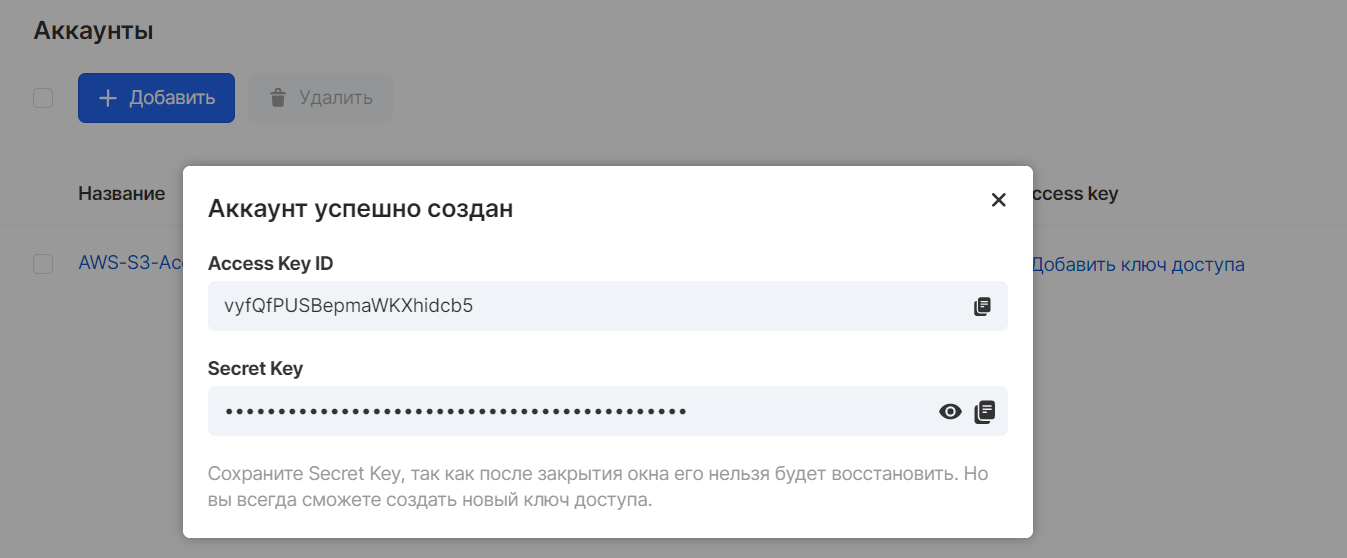 Аккаунты
Добавить
Удалить
Название
ccess key
Аккаунт успешно создан
Access Key ID
vyfQfPUSBepmaWKXhidcb5
AWS-S3-Acc
Добавить ключ доступа
Secret Key
••••••••••••••••••••••••••••••••••••••••••••
Сохраните Secret Key, так как после закрытия окна его нельзя будет восстановить. Но
вы всегда сможете создать новый ключ доступа.